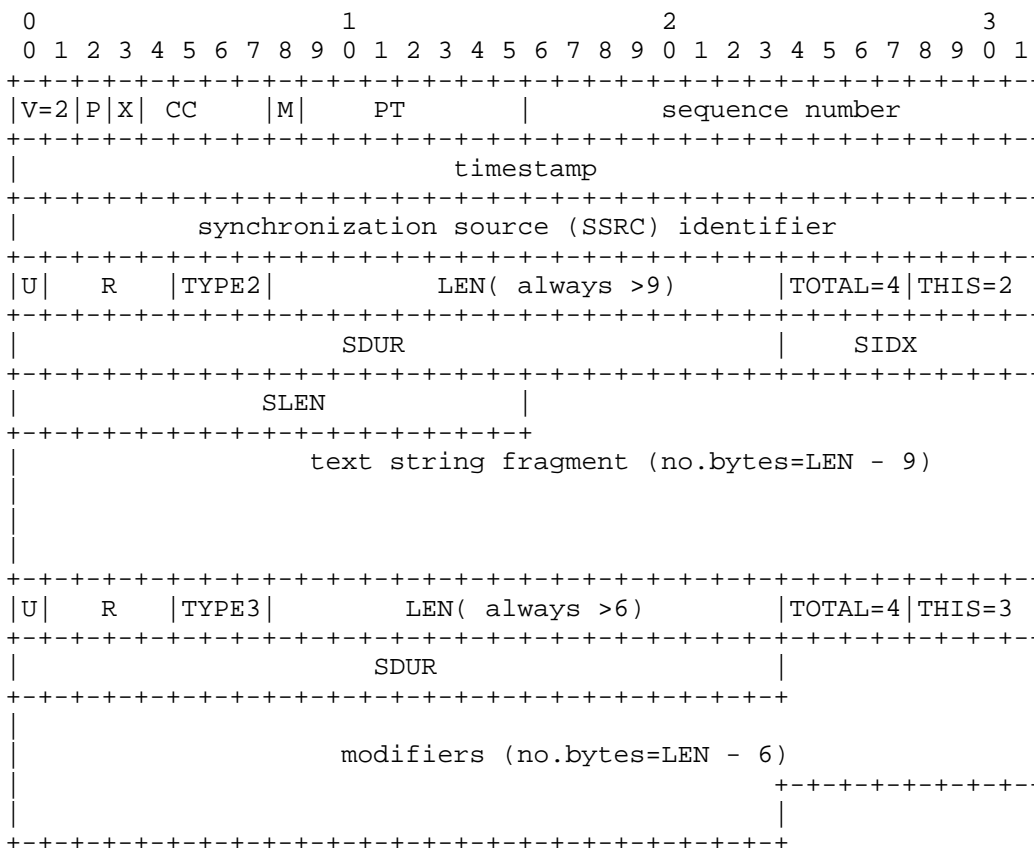 0                   1                   2                   3
 0 1 2 3 4 5 6 7 8 9 0 1 2 3 4 5 6 7 8 9 0 1 2 3 4 5 6 7 8 9 0 1
+-+-+-+-+-+-+-+-+-+-+-+-+-+-+-+-+-+-+-+-+-+-+-+-+-+-+-+-+-+-+-+-
|V=2|P|X| CC    |M|    PT       |        sequence number
+-+-+-+-+-+-+-+-+-+-+-+-+-+-+-+-+-+-+-+-+-+-+-+-+-+-+-+-+-+-+-+-
|                           timestamp
+-+-+-+-+-+-+-+-+-+-+-+-+-+-+-+-+-+-+-+-+-+-+-+-+-+-+-+-+-+-+-+-
|           synchronization source (SSRC) identifier
+-+-+-+-+-+-+-+-+-+-+-+-+-+-+-+-+-+-+-+-+-+-+-+-+-+-+-+-+-+-+-+-
|U|   R   |TYPE2|          LEN( always >9)      |TOTAL=4|THIS=2
+-+-+-+-+-+-+-+-+-+-+-+-+-+-+-+-+-+-+-+-+-+-+-+-+-+-+-+-+-+-+-+-
|                    SDUR                       |    SIDX
+-+-+-+-+-+-+-+-+-+-+-+-+-+-+-+-+-+-+-+-+-+-+-+-+-+-+-+-+-+-+-+-
|               SLEN            |
+-+-+-+-+-+-+-+-+-+-+-+-+-+-+-+-+
|                  text string fragment (no.bytes=LEN - 9)
|
|
|
+-+-+-+-+-+-+-+-+-+-+-+-+-+-+-+-+-+-+-+-+-+-+-+-+-+-+-+-+-+-+-+-
|U|   R   |TYPE3|        LEN( always >6)        |TOTAL=4|THIS=3
+-+-+-+-+-+-+-+-+-+-+-+-+-+-+-+-+-+-+-+-+-+-+-+-+-+-+-+-+-+-+-+-
|                      SDUR                     |
+-+-+-+-+-+-+-+-+-+-+-+-+-+-+-+-+-+-+-+-+-+-+-+-+
|
|                    modifiers (no.bytes=LEN - 6)
|                                               +-+-+-+-+-+-+-+-
|                                               |
+-+-+-+-+-+-+-+-+-+-+-+-+-+-+-+-+-+-+-+-+-+-+-+-+